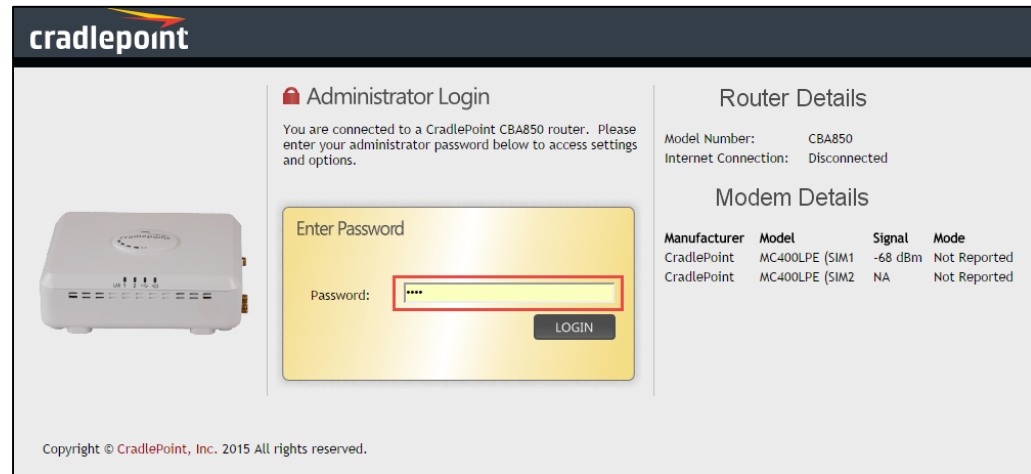 cradlepoint
Administrator Login
You are connected to a CradlePoint CBA850 router. Please
enter your administrator password below to access settings
and options.
Enter Password
Password: ••••
LOGIN
Router Details
Model Number: CBA850
Internet Connection: Disconnected
Modem Details
Manufacturer Model Signal Mode
CradlePoint MC400LPE (SIM1 -68 dBm Not Reported
CradlePoint MC400LPE (SIM2 NA Not Reported
Copyright © CradlePoint, Inc. 2015 All rights reserved.